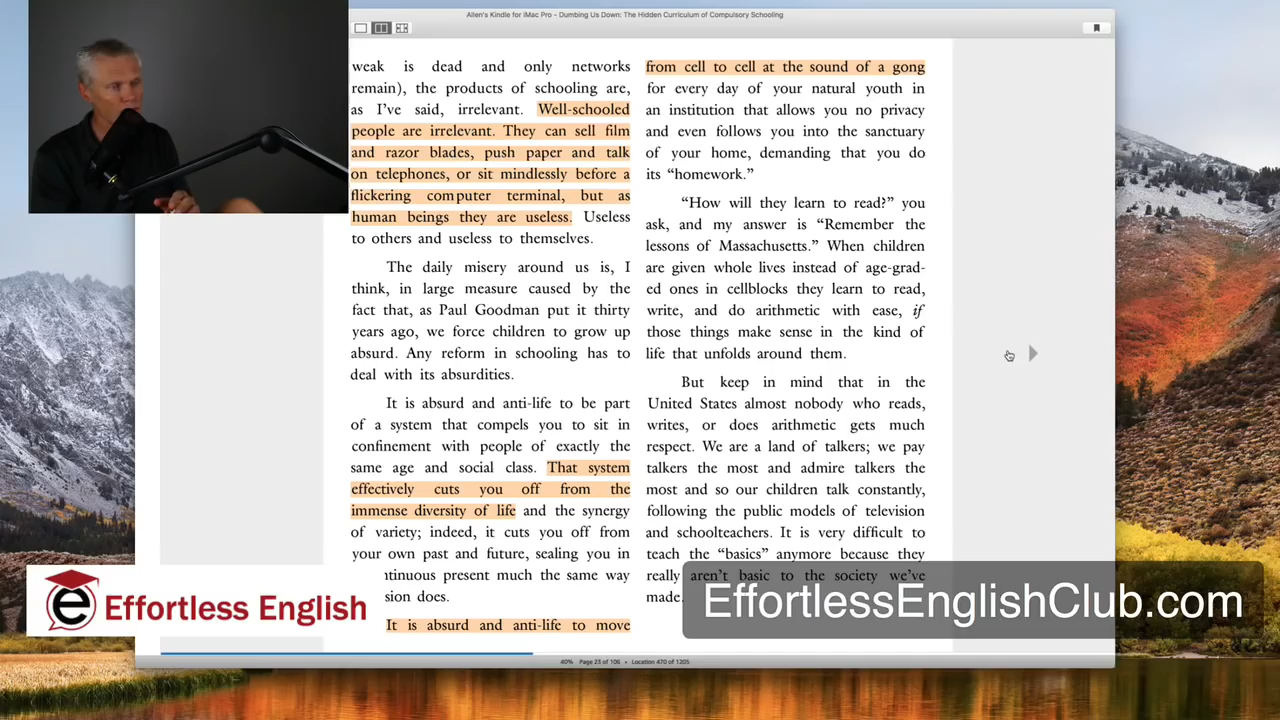 Allen's Kindle for iMac Pro - Dumbing Us Down: The Hidden Curriculum of Compulsory Schooling
weak is dead and only networks
remain), the products of schooling are,
as I've said, irrelevant. Well-schooled
people are irrelevant. They can sell film
and razor blades, push paper and talk
on telephones, or sit mindlessly before a
flickering computer terminal, but as
human beings they are useless. Useless
to others and useless to themselves.
The daily misery around us is, I
think, in large measure caused by the
fact that, as Paul Goodman put it thirty
years ago, we force children to grow up
absurd. Any reform in schooling has to
deal with its absurdities.
It is absurd and anti-life to be part
of a system that compels you to sit in
confinement with people of exactly the
same age and social class. That system
effectively cuts you off from the
immense diversity of life and the synergy
of variety; indeed, it cuts you off from
your own past and future, sealing you in
ntinuous present much the same way
sion does.
It is absurd and anti-life to move
from cell to cell at the sound of a gong
for every day of your natural youth in
an institution that allows you no privacy
and even follows you into the sanctuary
of your home, demanding that you do
its "homework."
"How will they learn to read?" you
ask, and my answer is "Remember the
lessons of Massachusetts." When children
are given whole lives instead of age-grad-
ed ones in cellblocks they learn to read,
write, and do arithmetic with ease, if
those things make sense in the kind of
life that unfolds around them.
But keep in mind that in the
United States almost nobody who reads,
writes, or does arithmetic gets much
respect. We are a land of talkers; we pay
talkers the most and admire talkers the
most and so our children talk constantly,
following the public models of television
and schoolteachers. It is very difficult to
teach the "basics" anymore because they
really aren't basic to the society we've
made.
e Effortless English
EffortlessEnglishClub.com
40% Page 23 of 106 • Location 470 of 1205